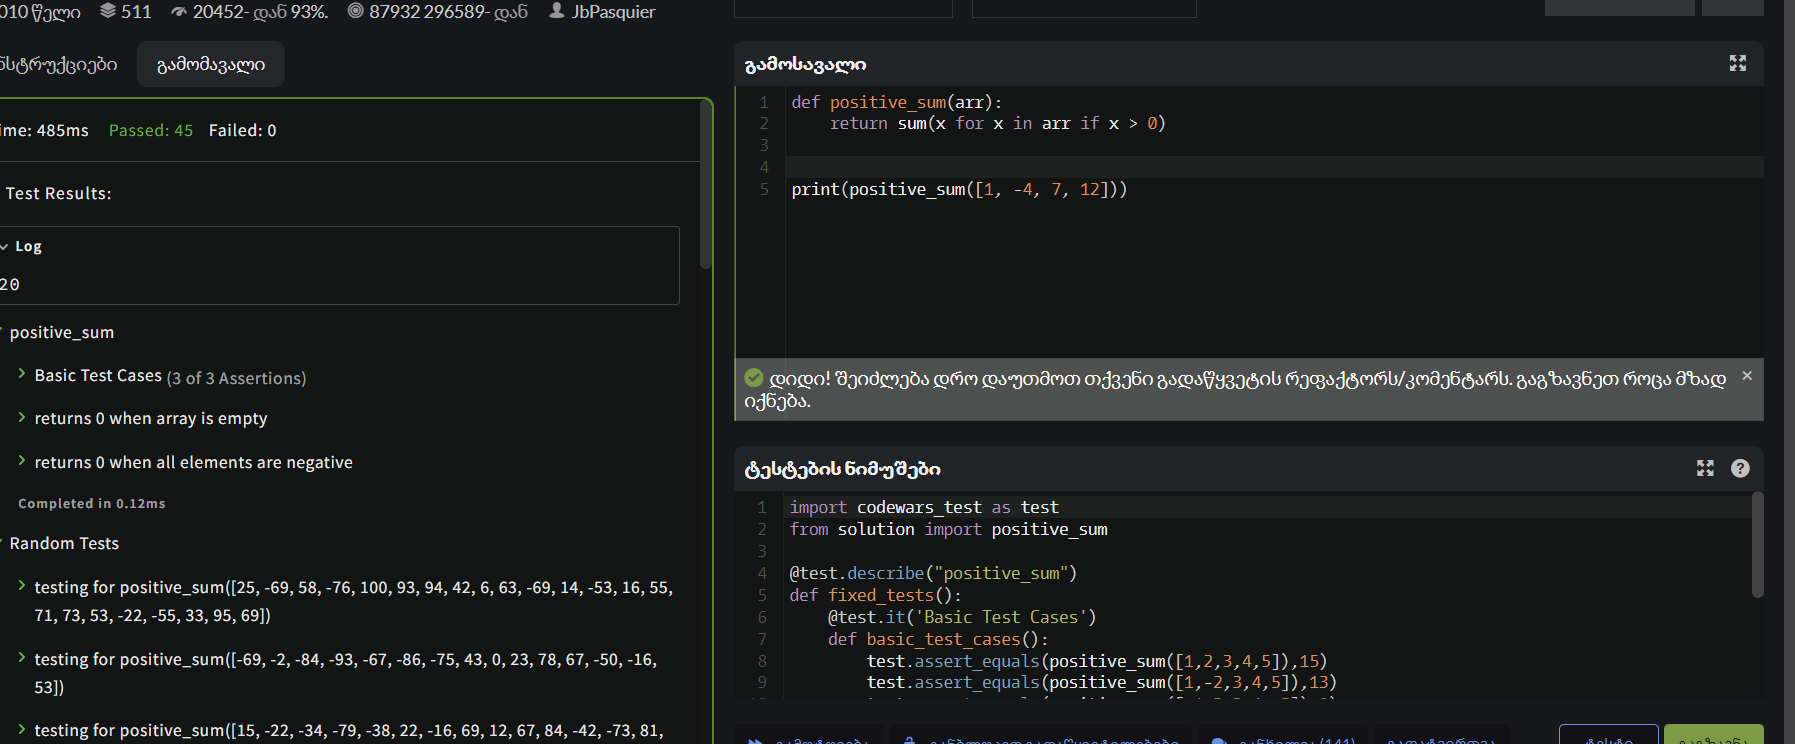 010 წელი 511 20452- დან 93%. 87932 296589- დან JbPasquier
ნსტრუქციები გამომავალი
ime: 485ms Passed: 45 Failed: 0
Test Results:
Log
20
positive_sum
Basic Test Cases (3 of 3 Assertions)
returns 0 when array is empty
returns 0 when all elements are negative
Completed in 0.12ms
Random Tests
testing for positive_sum([25, -69, 58, -76, 100, 93, 94, 42, 6, 63, -69, 14, -53, 16, 55,
71, 73, 53, -22, -55, 33, 95, 69])
testing for positive_sum([-69, -2, -84, -93, -67, -86, -75, 43, 0, 23, 78, 67, -50, -16,
53])
testing for positive_sum([15, -22, -34, -79, -38, 22, -16, 69, 12, 67, 84, -42, -73, 81,
გამოსავალი
1 def positive_sum(arr):
2     return sum(x for x in arr if x > 0)
3
4
5 print(positive_sum([1, -4, 7, 12]))
დიდი! შეიძლება დრო დაუთმოთ თქვენი გადაწყვეტის რეფაქტორს/კომენტარს. გაგზავნეთ როცა მზად
იქნება.
ტესტების ნიმუშები
1 import codewars_test as test
2 from solution import positive_sum
3
4 @test.describe("positive_sum")
5 def fixed_tests():
6     @test.it('Basic Test Cases')
7     def basic_test_cases():
8         test.assert_equals(positive_sum([1,2,3,4,5]),15)
9         test.assert_equals(positive_sum([1,-2,3,4,5]),13)